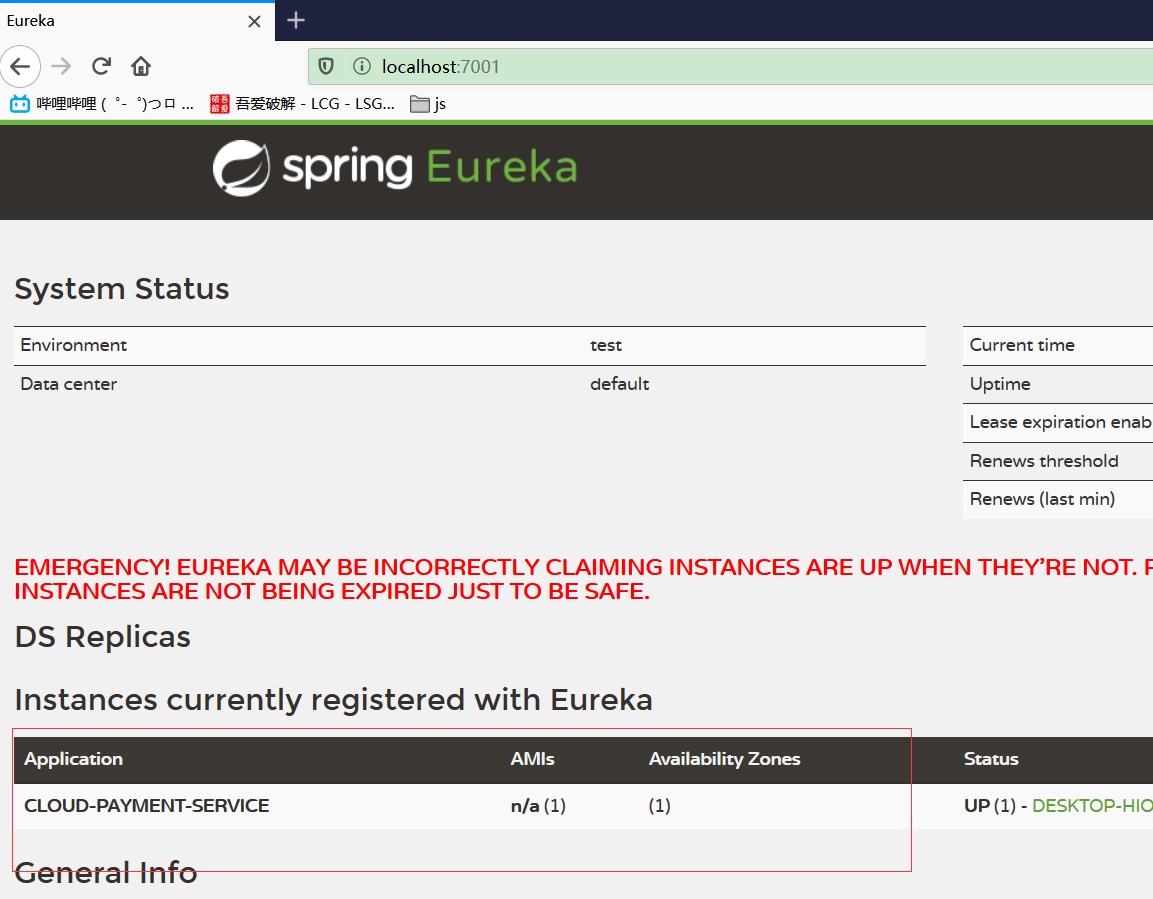 Eureka
localhost:7001
哔哩哔哩 ( ゜- ゜)つロ ...
吾爱破解 - LCG - LSG...
js
spring Eureka
System Status
Environment test
Data center default
Current time
Uptime
Lease expiration enab
Renews threshold
Renews (last min)
EMERGENCY! EUREKA MAY BE INCORRECTLY CLAIMING INSTANCES ARE UP WHEN THEY'RE NOT.
INSTANCES ARE NOT BEING EXPIRED JUST TO BE SAFE.
DS Replicas
Instances currently registered with Eureka
Application AMIs Availability Zones Status
CLOUD-PAYMENT-SERVICE n/a (1) (1) UP (1) - DESKTOP-HIO
General Info